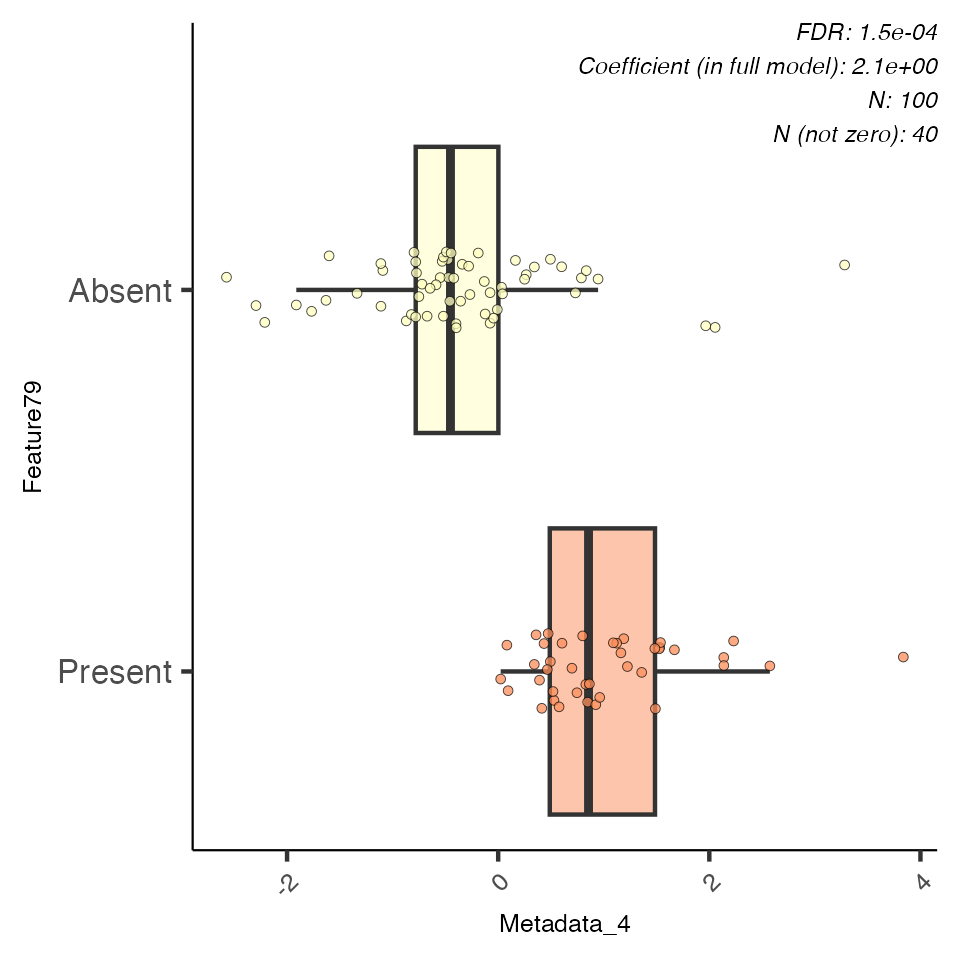 FDR: 1.5e-04
Coefficient (in full model): 2.1e+00
N: 100
N (not zero): 40
Absent
Feature79
Present
-2 0 2 4
Metadata_4